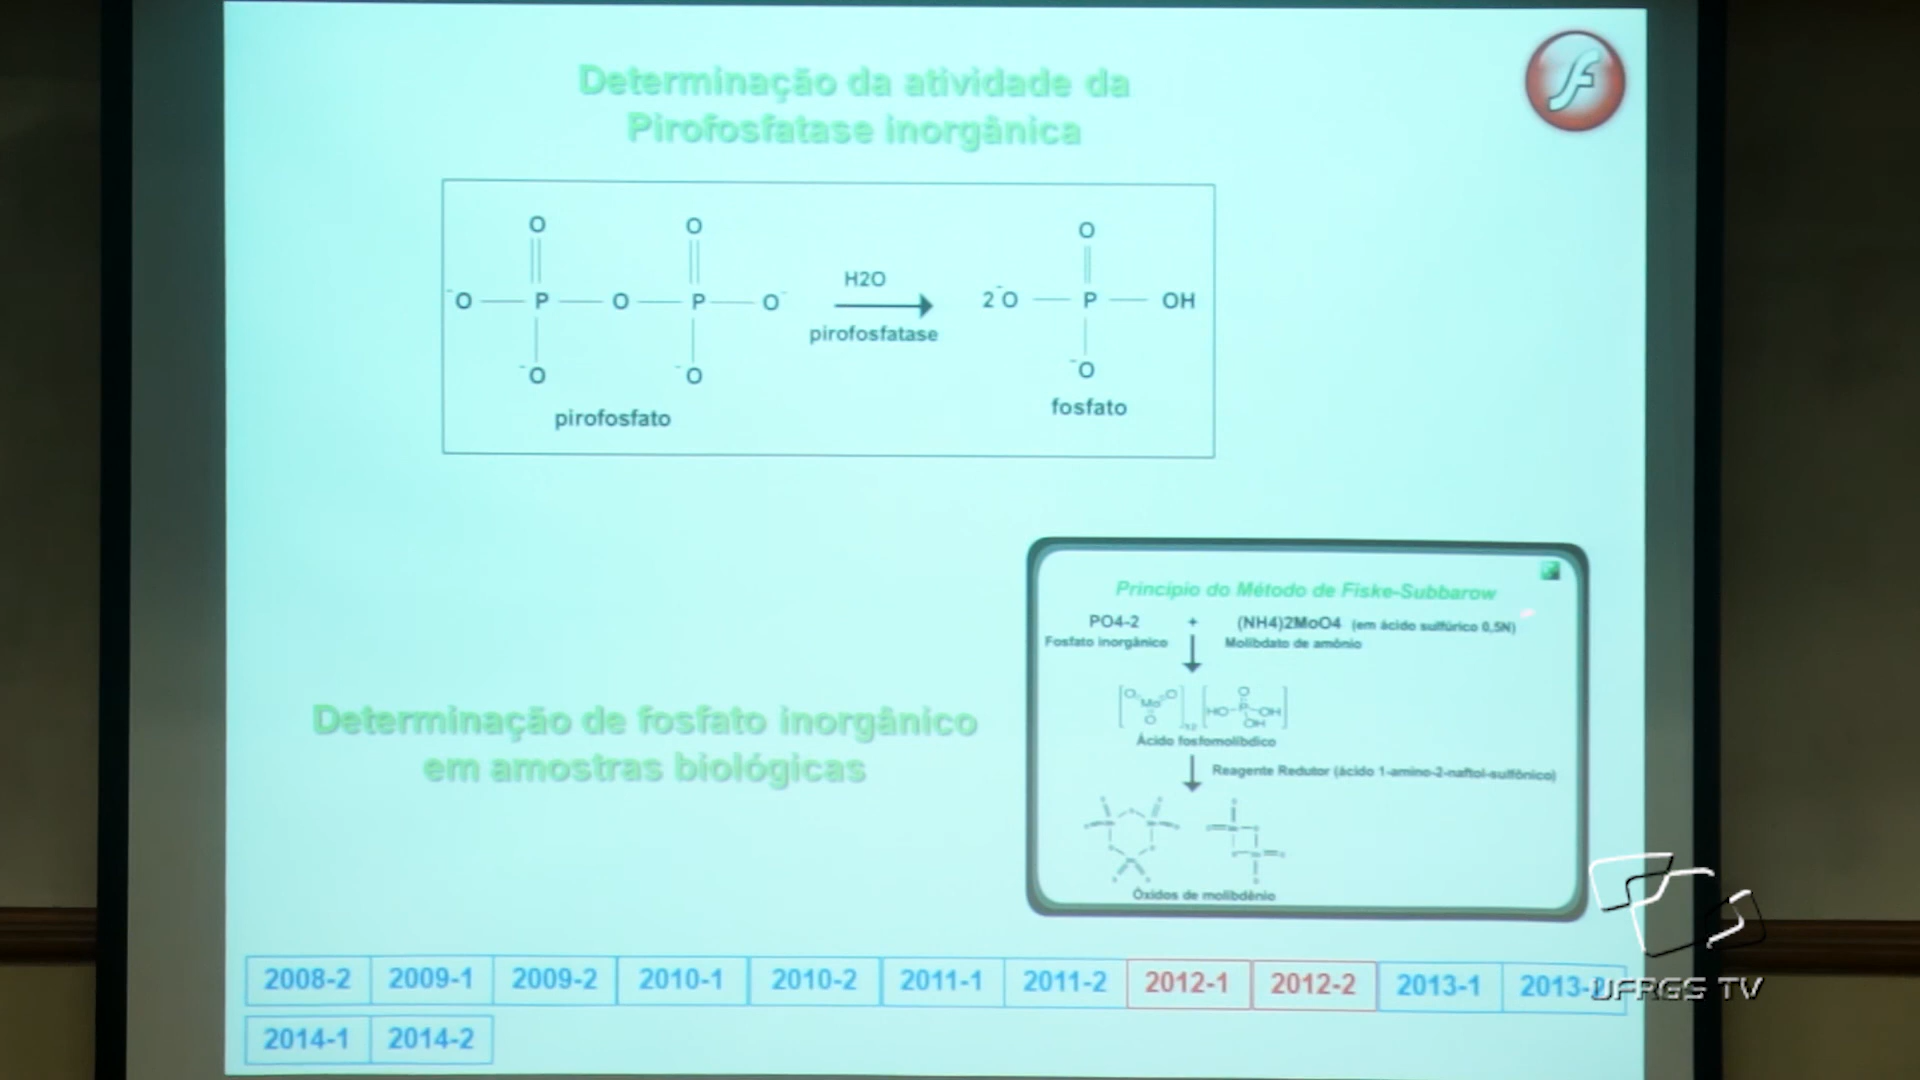 Determinação da atividade da
Pirofosfatase inorgânica
O O O
H2O
-O P O P O- 2-O P OH
pirofosfatase
-O -O -O
pirofosfato fosfato
Princípio do Método de Fiske-Subbarow
PO4-2 + (NH4)2MoO4 (em ácido sulfúrico 0,5N)
Fosfato inorgânico Molibdato de amônio
O O Mo O 12 HO P O OH OH
Ácido fosfomolíbdico
Reagente Redutor (ácido 1-amino-2-naftol-sulfônico)
Óxidos de molibdênio
Determinação de fosfato inorgânico
em amostras biológicas
2008-2 2009-1 2009-2 2010-1 2010-2 2011-1 2011-2 2012-1 2012-2 2013-1 2013-2
2014-1 2014-2
UFRGS TV